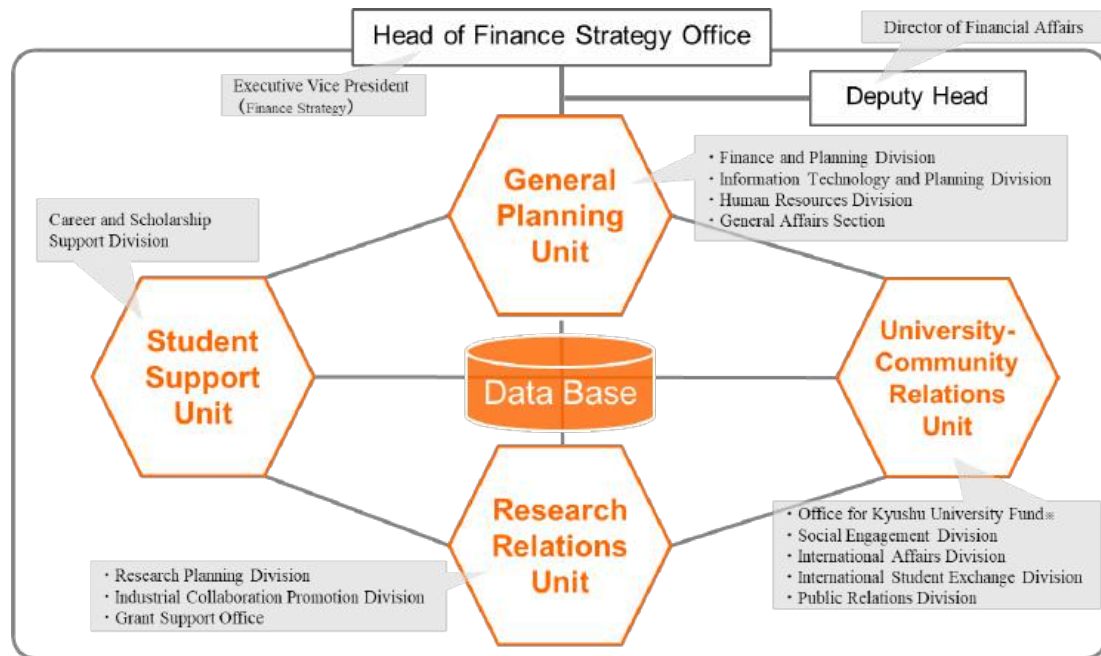 Head of Finance Strategy Office
Director of Financial Affairs
Executive Vice President
(Finance Strategy)
Deputy Head
General
Planning
Unit
・Finance and Planning Division
・Information Technology and Planning Division
・Human Resources Division
・General Affairs Section
Career and Scholarship
Support Division
Student
Support
Unit
Data Base
University-
Community
Relations
Unit
Research
Relations
Unit
・Research Planning Division
・Industrial Collaboration Promotion Division
・Grant Support Office
・Office for Kyushu University Fund※
・Social Engagement Division
・International Affairs Division
・International Student Exchange Division
・Public Relations Division